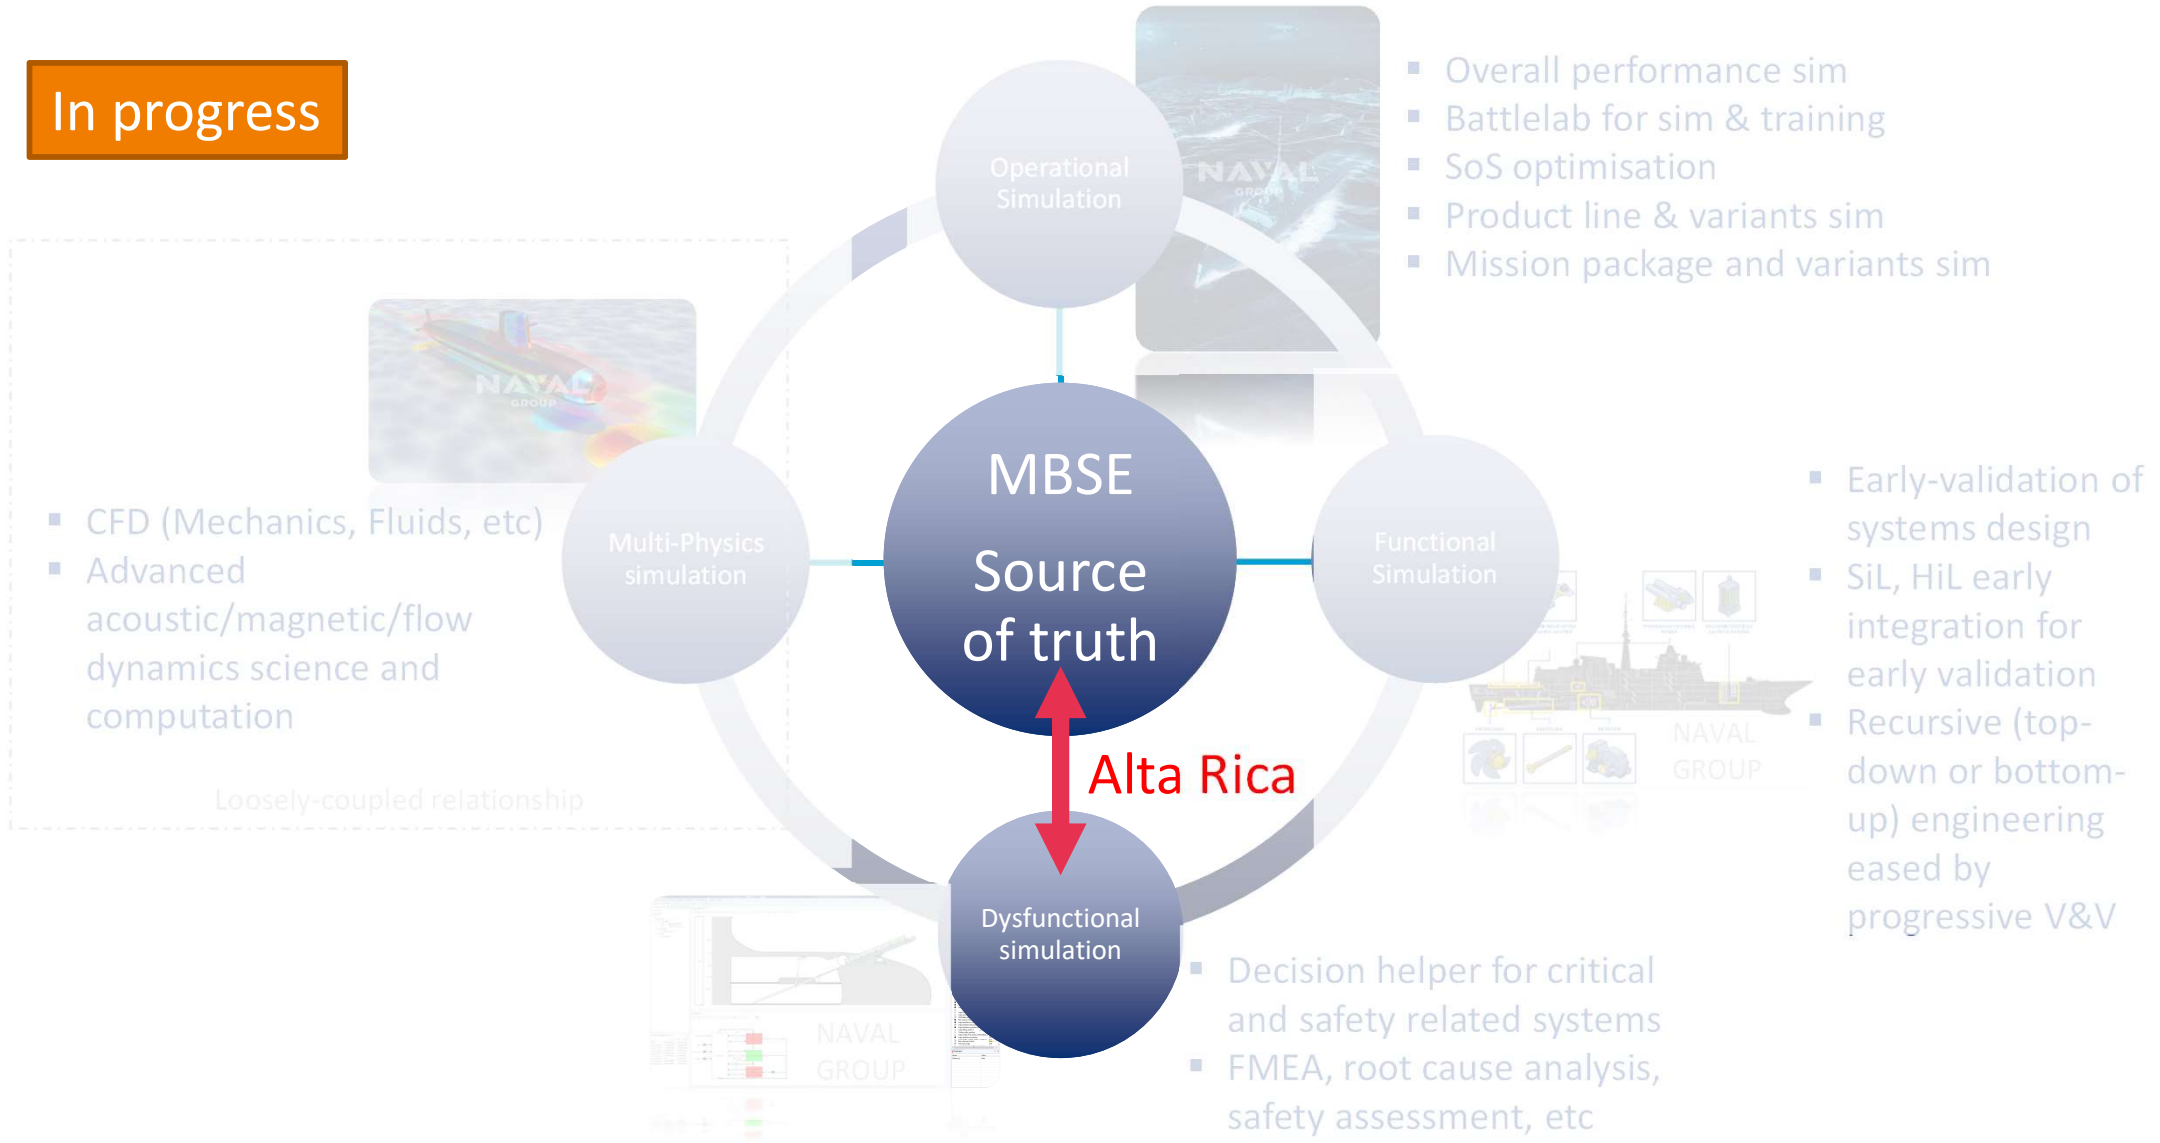 In progress
Operational
Simulation
NAVAL
GROUP
▪ Overall performance sim
▪ Battlelab for sim & training
▪ SoS optimisation
▪ Product line & variants sim
▪ Mission package and variants sim
NAVAL
GROUP
▪ CFD (Mechanics, Fluids, etc)
▪ Advanced
acoustic/magnetic/flow
dynamics science and
computation
Loosely-coupled relationship
Multi-Physics
simulation
MBSE
Source
of truth
Functional
Simulation
▪ Early-validation of
systems design
▪ SiL, HiL early
integration for
early validation
▪ Recursive (top-
down or bottom-
up) engineering
eased by
progressive V&V
NAVAL
GROUP
Alta Rica
Dysfunctional
simulation
NAVAL
GROUP
▪ Decision helper for critical
and safety related systems
▪ FMEA, root cause analysis,
safety assessment, etc